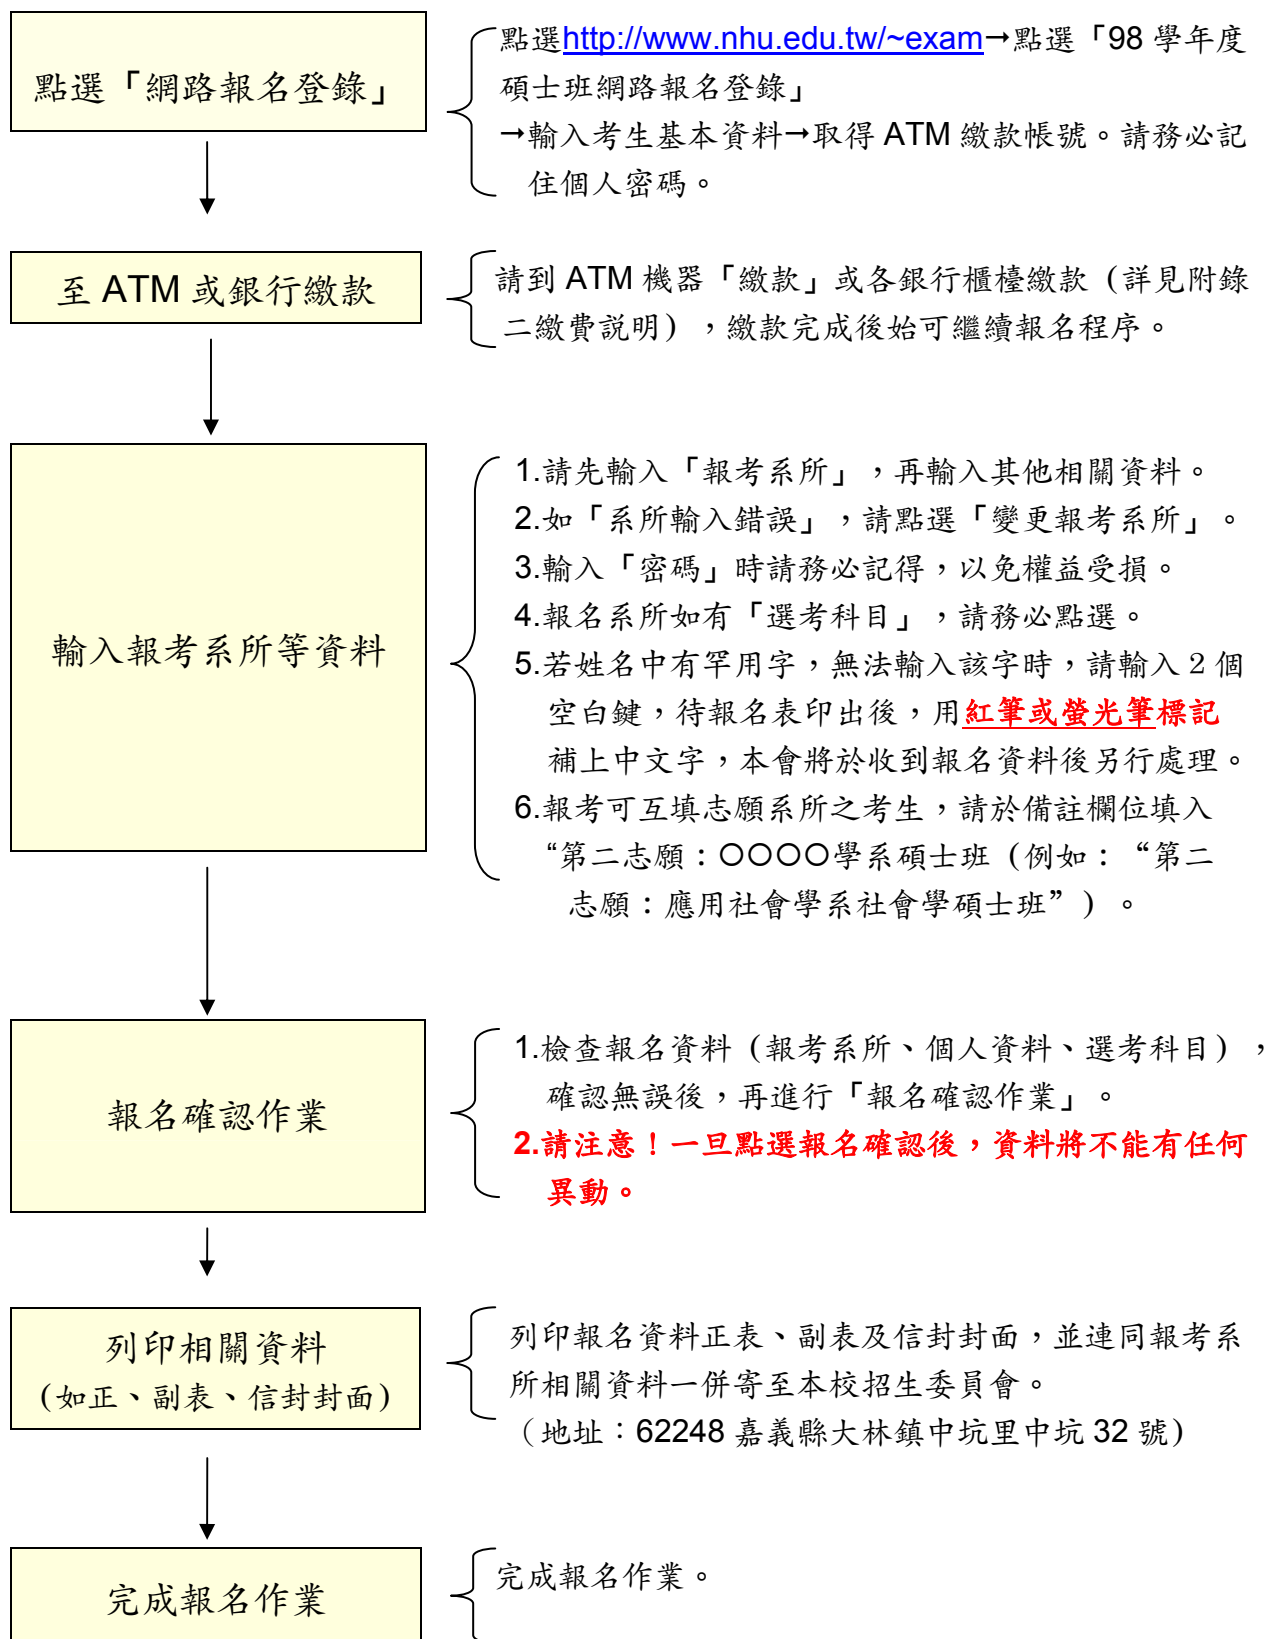 點選「網路報名登錄」
點選http://www.nhu.edu.tw/~exam→點選「98 學年度
碩士班網路報名登錄」
→輸入考生基本資料→取得 ATM 繳款帳號。請務必記
住個人密碼。
至 ATM 或銀行繳款
請到 ATM 機器「繳款」或各銀行櫃檯繳款（詳見附錄
二繳費說明），繳款完成後始可繼續報名程序。
輸入報考系所等資料
1.請先輸入「報考系所」，再輸入其他相關資料。
2.如「系所輸入錯誤」，請點選「變更報考系所」。
3.輸入「密碼」時請務必記得，以免權益受損。
4.報名系所如有「選考科目」，請務必點選。
5.若姓名中有罕用字，無法輸入該字時，請輸入２個
空白鍵，待報名表印出後，用紅筆或螢光筆標記
補上中文字，本會將於收到報名資料後另行處理。
6.報考可互填志願系所之考生，請於備註欄位填入
“第二志願：○○○○學系碩士班（例如：“第二
志願：應用社會學系社會學碩士班”）。
報名確認作業
1.檢查報名資料（報考系所、個人資料、選考科目），
確認無誤後，再進行「報名確認作業」。
2.請注意！一旦點選報名確認後，資料將不能有任何
異動。
列印相關資料
（如正、副表、信封封面）
列印報名資料正表、副表及信封封面，並連同報考系
所相關資料一併寄至本校招生委員會。
（地址：62248 嘉義縣大林鎮中坑里中坑 32 號）
完成報名作業
完成報名作業。